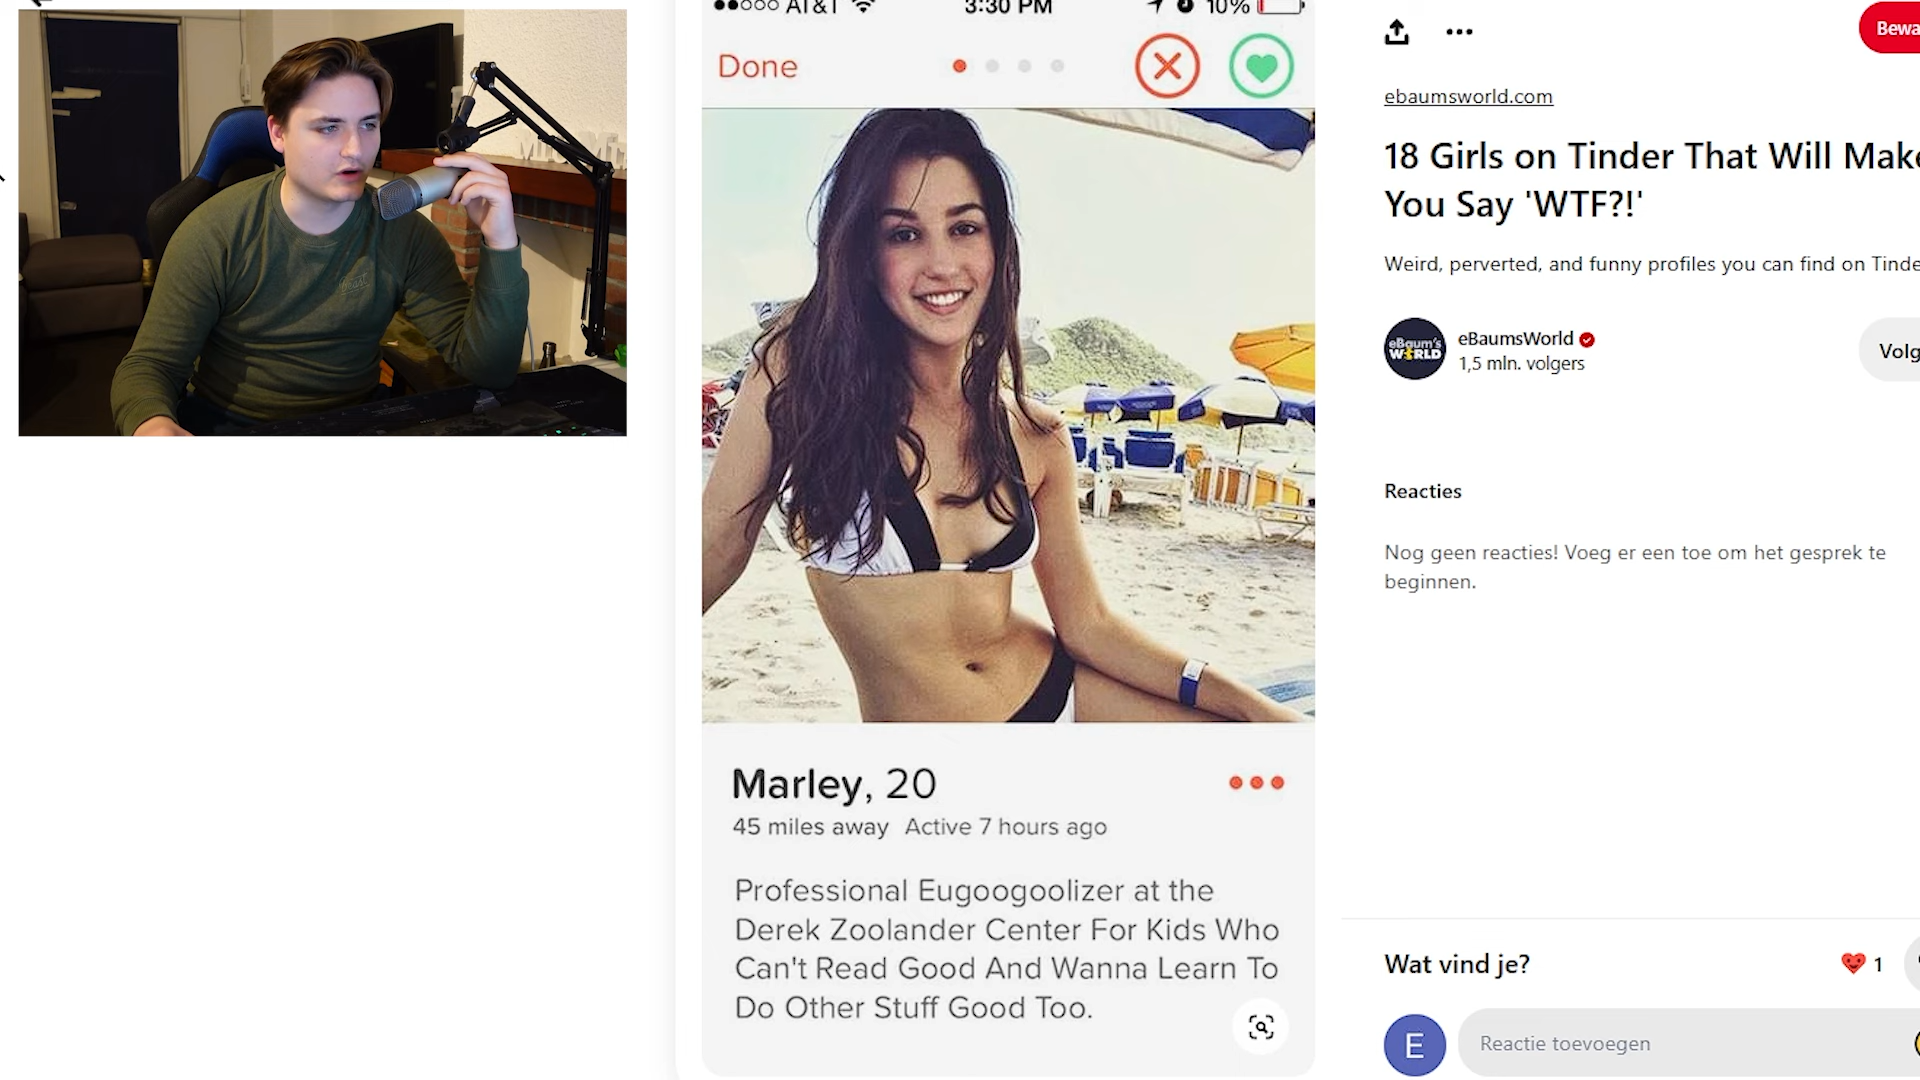 AT&T
3:30 PM
10%
Done
Marley, 20
45 miles away Active 7 hours ago
Professional Eugoogoolizer at the
Derek Zoolander Center For Kids Who
Can't Read Good And Wanna Learn To
Do Other Stuff Good Too.
ebaumsworld.com
18 Girls on Tinder That Will Make
You Say 'WTF?!'
Weird, perverted, and funny profiles you can find on Tinde
eBaum's
WORLD
eBaumsWorld
1,5 mln. volgers
Volg
Bewa
Reacties
Nog geen reacties! Voeg er een toe om het gesprek te
beginnen.
Wat vind je?
1
E
Reactie toevoegen